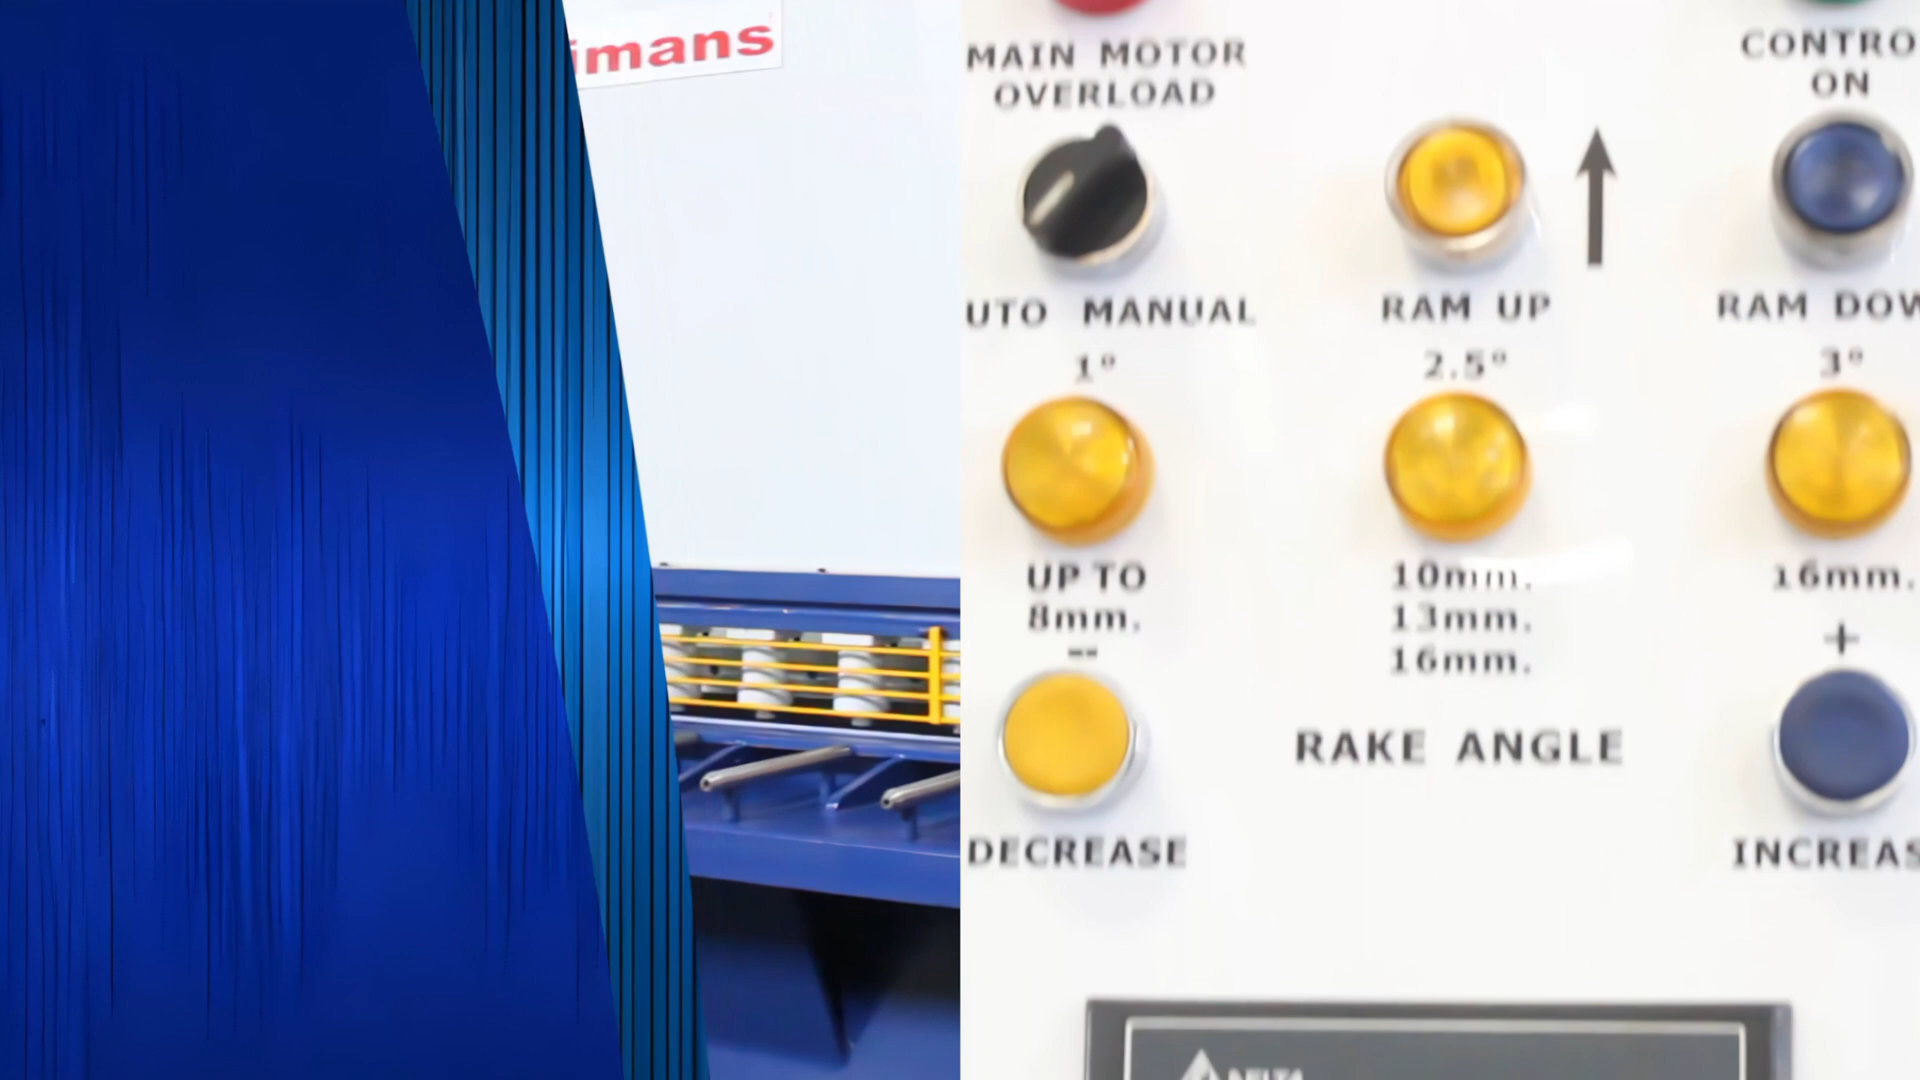 imans
MAIN MOTOR
OVERLOAD
CONTRO
ON
UTO MANUAL
RAM UP
RAM DOW
1°
2.5°
3°
UP TO
8mm.
10mm.
13mm.
16mm.
16mm.
--
+
RAKE ANGLE
DECREASE
INCREAS
DELTA